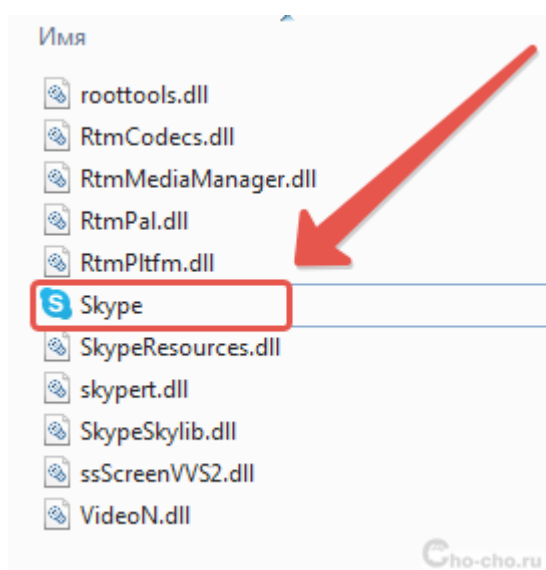 Имя
roottools.dll
RtmCodecs.dll
RtmMediaManager.dll
RtmPal.dll
RtmPltfm.dll
Skype
SkypeResources.dll
skypert.dll
SkypeSkylib.dll
ssScreenVVS2.dll
VideoN.dll
Cho-cho.ru